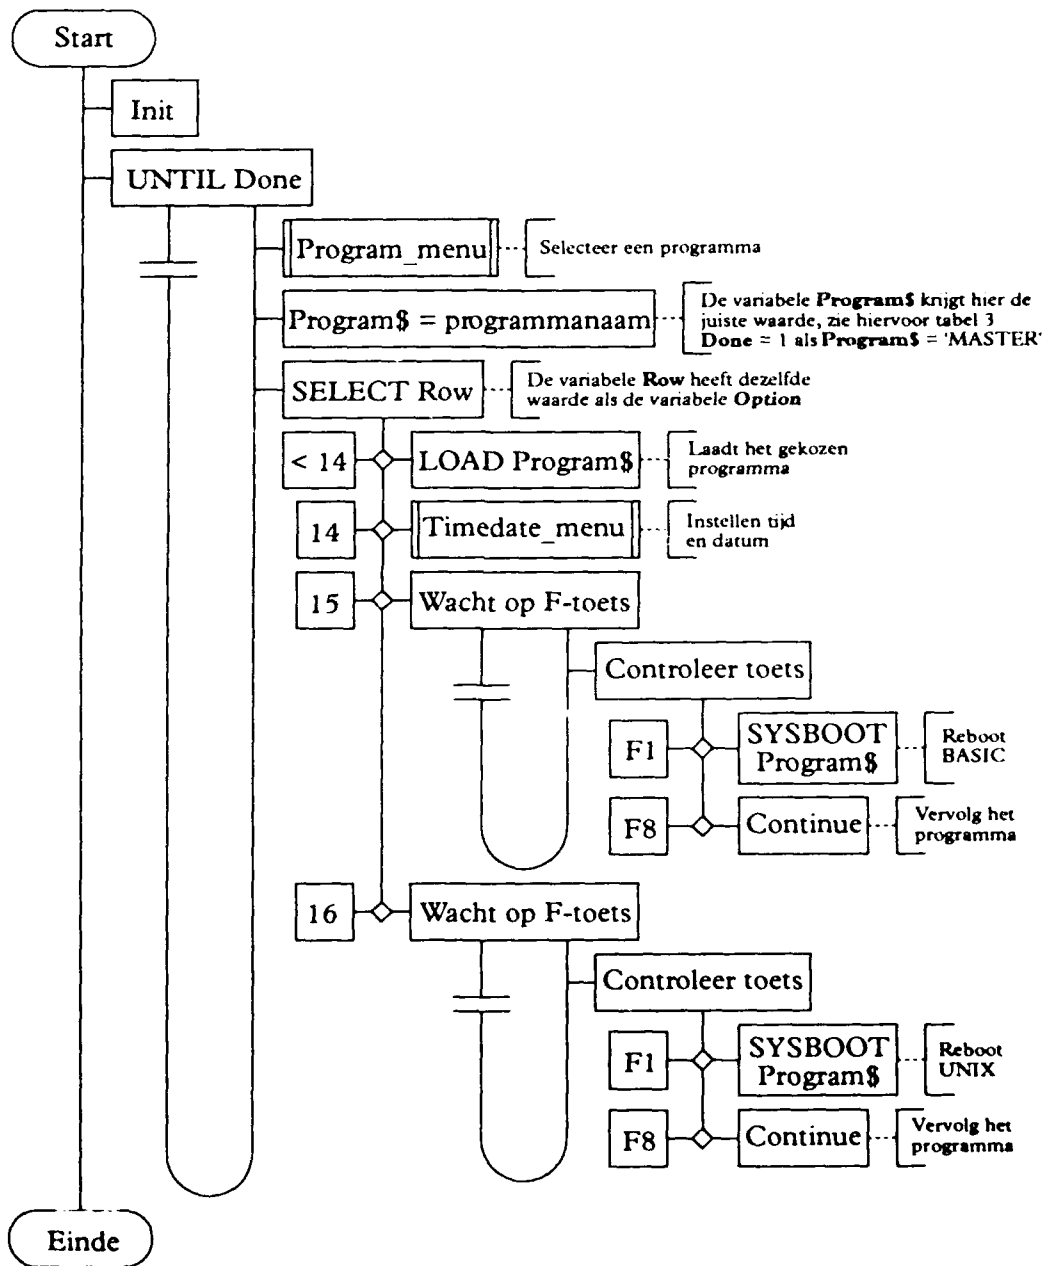 Start
Init
UNTIL Done
Program_menu
Selecteer een programma
Program$ = programmanaam
De variabele Program$ krijgt hier de
juiste waarde, zie hiervoor tabel 3
Done = 1 als Program$ = 'MASTER'
SELECT Row
De variabele Row heeft dezelfde
waarde als de variabele Option
< 14
LOAD Program$
Laadt het gekozen
programma
14
Timedate_menu
Instellen tijd
en datum
15
Wacht op F-toets
Controleer toets
F1
SYSBOOT
Program$
Reboot
BASIC
F8
Continue
Vervolg het
programma
16
Wacht op F-toets
Controleer toets
F1
SYSBOOT
Program$
Reboot
UNIX
F8
Continue
Vervolg het
programma
Einde